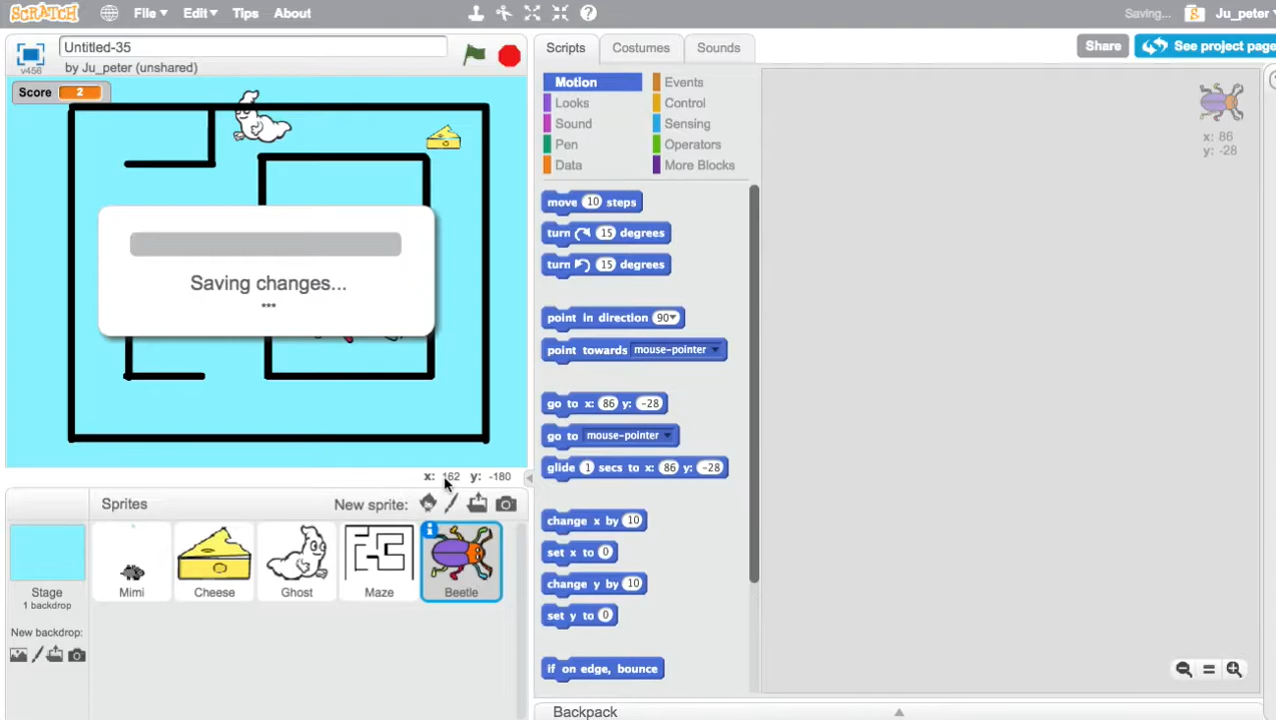 SCRATCH File Edit Tips About Saving... S Ju_peter
v456
Untitled-35
by Ju_peter (unshared)
Scripts Costumes Sounds
Share
See project page
Score 2
Motion Events
Looks Control
Sound Sensing
Pen Operators
Data More Blocks
x: 86
y: -28
move 10 steps
turn 15 degrees
turn 15 degrees
point in direction 90
point towards mouse-pointer
go to x: 86 y: -28
go to mouse-pointer
glide 1 secs to x: 86 y: -28
change x by 10
set x to 0
change y by 10
set y to 0
if on edge, bounce
Saving changes...
...
x: 162 y: -180
Sprites New sprite:
Stage
1 backdrop
New backdrop:
Mimi Cheese Ghost Maze Beetle
i
Backpack